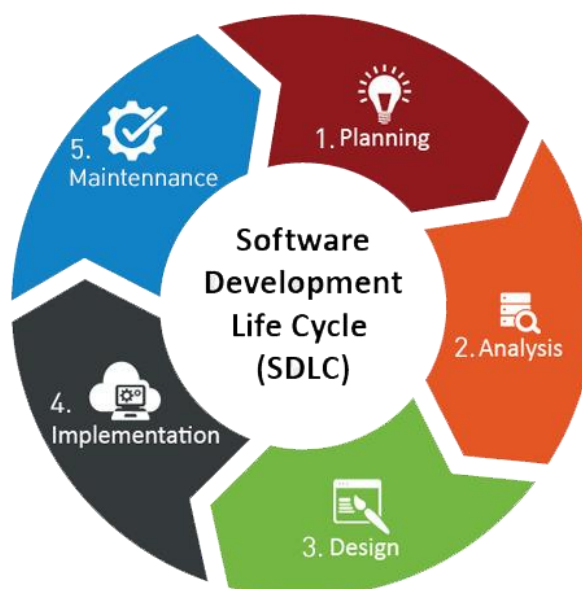 1. Planning
2. Analysis
3. Design
4.
Implementation
5.
Maintennance
Software
Development
Life Cycle
(SDLC)